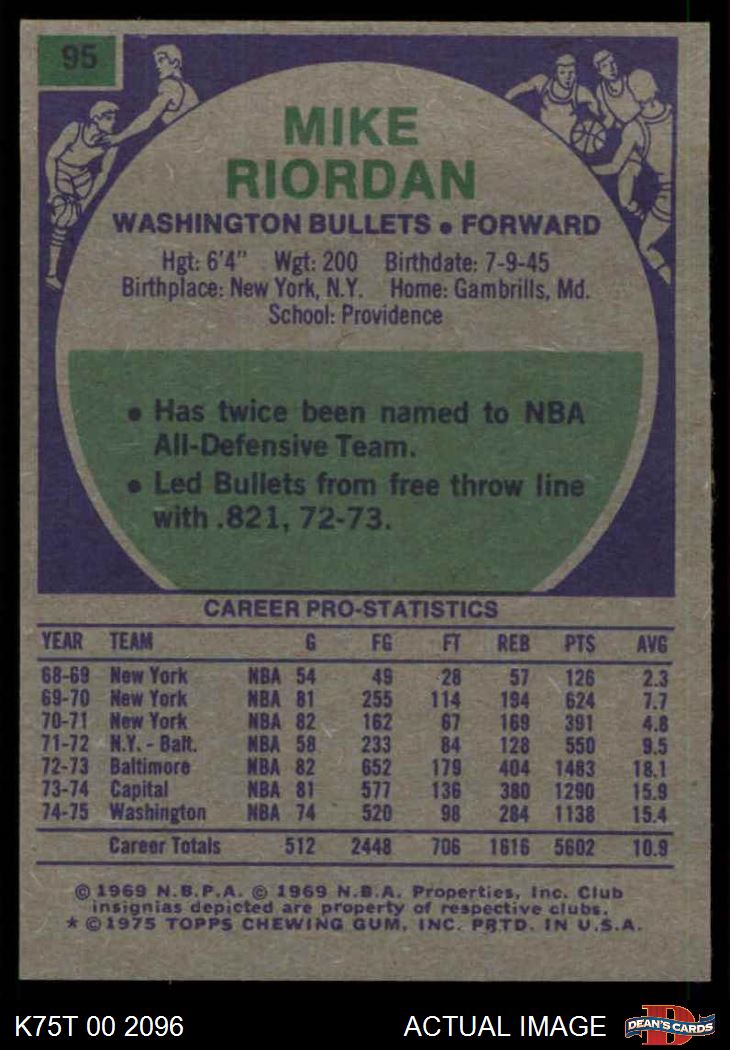 95
MIKE
RIORDAN
WASHINGTON BULLETS • FORWARD
Hgt: 6'4" Wgt: 200 Birthdate: 7-9-45
Birthplace: New York, N.Y. Home: Gambrills, Md.
School: Providence
• Has twice been named to NBA
All-Defensive Team.
• Led Bullets from free throw line
with .821, 72-73.
CAREER PRO-STATISTICS
YEAR TEAM G FG FT REB PTS AVG
68-69 New York NBA 54 49 28 57 126 2.3
69-70 New York NBA 81 255 114 194 624 7.7
70-71 New York NBA 82 162 67 169 391 4.8
71-72 N.Y. - Balt. NBA 58 233 84 128 550 9.5
72-73 Baltimore NBA 82 652 179 404 1483 18.1
73-74 Capital NBA 81 577 136 380 1290 15.9
74-75 Washington NBA 74 520 98 284 1138 15.4
Career Totals 512 2448 706 1616 5602 10.9
© 1969 N.B.P.A. © 1969 N.B.A. Properties, Inc. Club
insignias depicted are property of respective clubs.
* © 1975 TOPPS CHEWING GUM, INC. PRTD. IN U.S.A.
K75T 00 2096 ACTUAL IMAGE DEAN'S CARDS